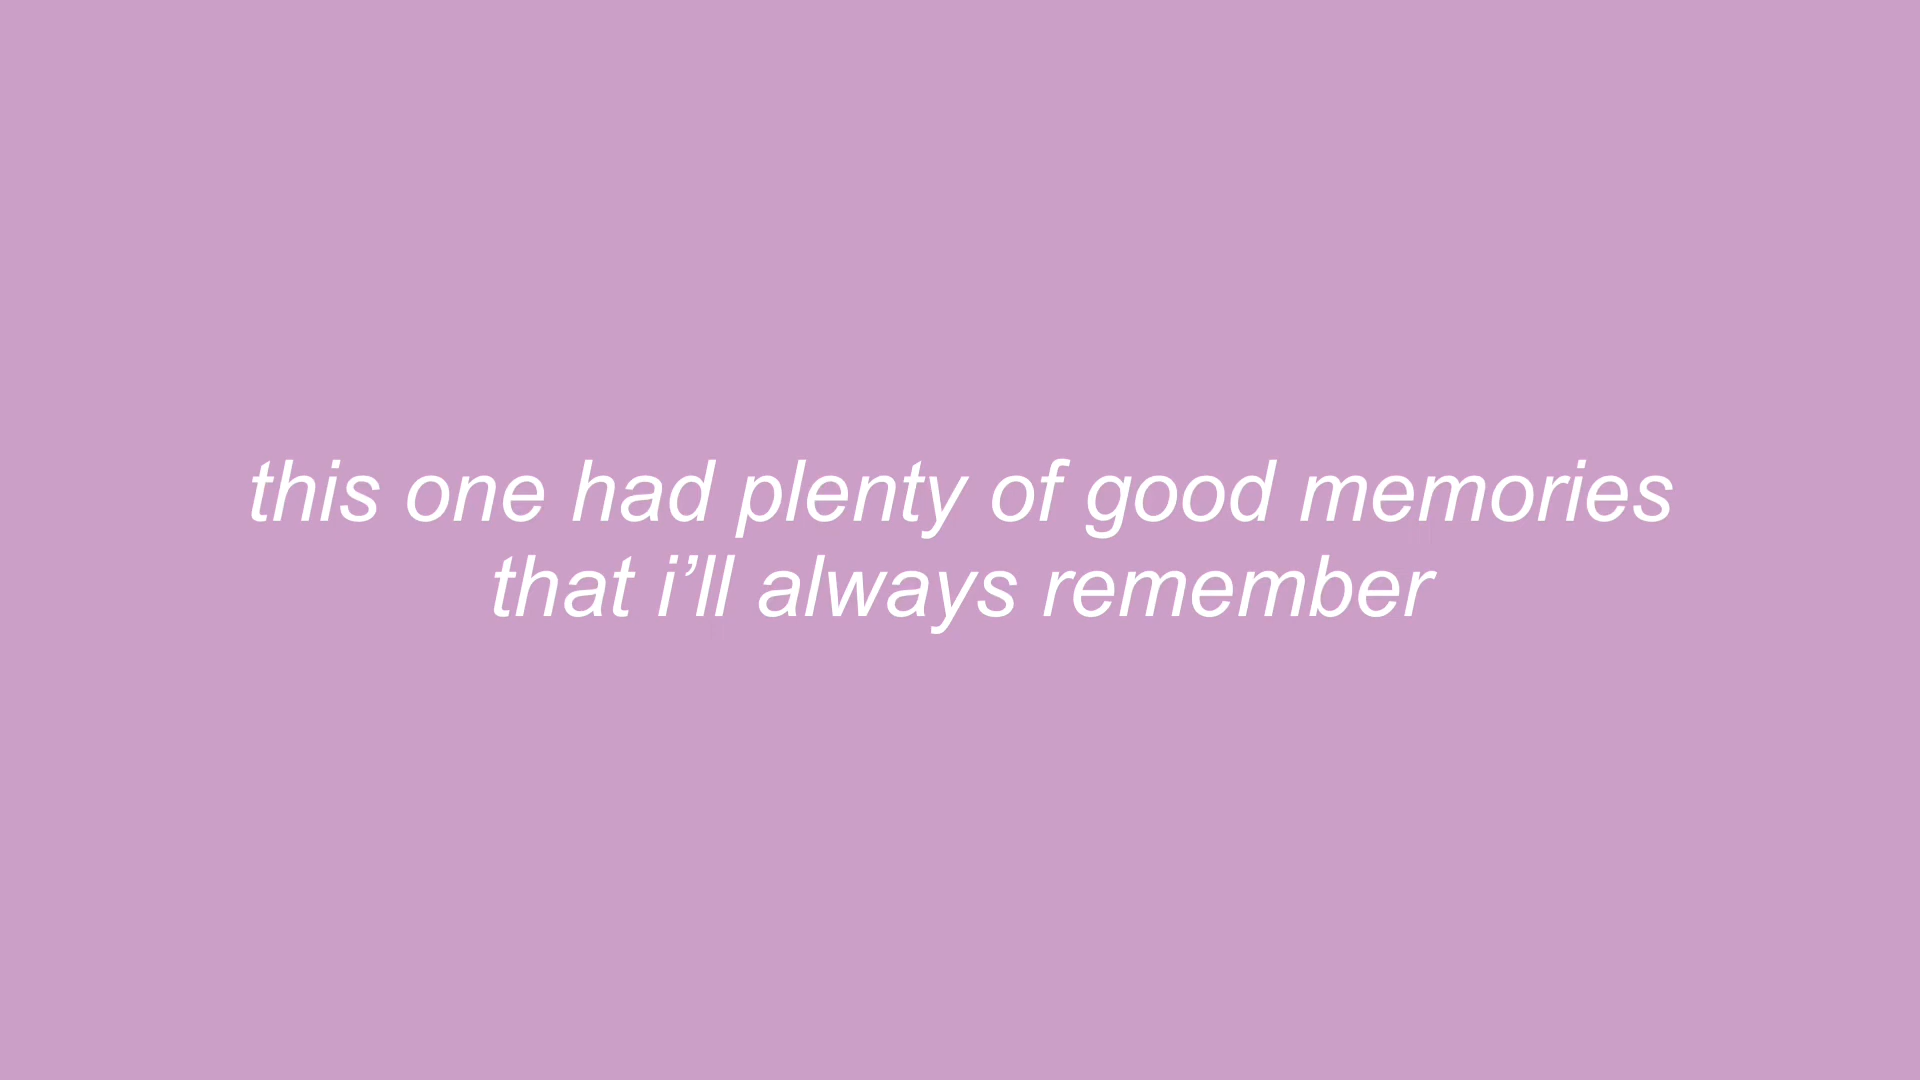 this one had plenty of good memories
that i’ll always remember